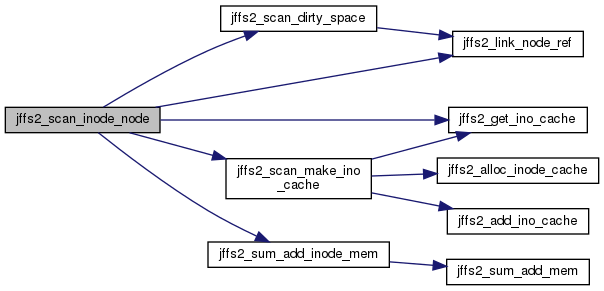 jffs2_scan_dirty_space
jffs2_link_node_ref
jffs2_scan_inode_node
jffs2_get_ino_cache
jffs2_scan_make_ino
_cache
jffs2_alloc_inode_cache
jffs2_add_ino_cache
jffs2_sum_add_inode_mem
jffs2_sum_add_mem